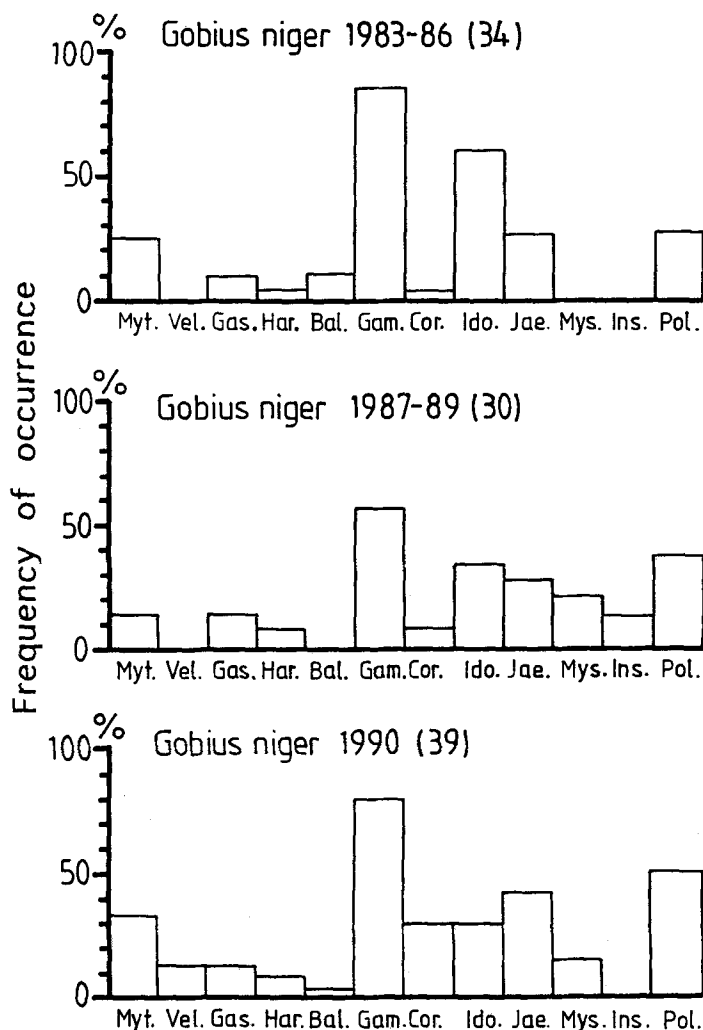 %
Gobius niger 1983-86 (34)
100
50
0
Myt. Vel. Gas. Har. Bal. Gam. Cor. Ido. Jae. Mys. Ins. Pol.
Frequency of occurrence
%
100
Gobius niger 1987-89 (30)
50
0
Myt. Vel. Gas. Har. Bal. Gam. Cor. Ido. Jae. Mys. Ins. Pol.
%
100
Gobius niger 1990 (39)
50
0
Myt. Vel. Gas. Har. Bal. Gam. Cor. Ido. Jae. Mys. Ins. Pol.